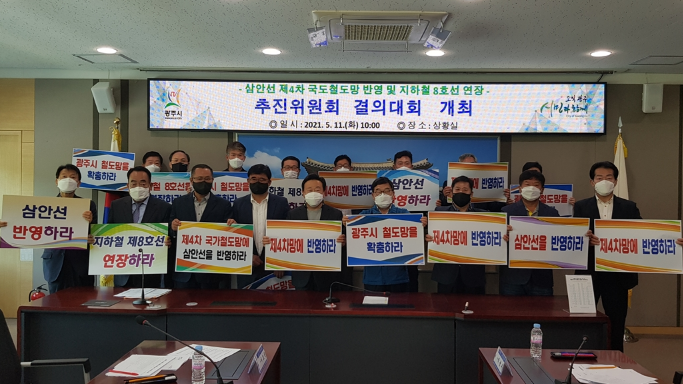 - 삼안선 제4차 국도철도망 반영 및 지하철 8호선 연장 -
추진위원회 결의대회 개최
◎ 일 시 : 2021. 5. 11.(화) 10:00 ◎ 장 소 : 상황실
광주시
광주시 철도망을
확충하라
제4차망에 반영하라
삼안선
반영하라
지하철 제8호선
연장하라
제4차 국가철도망에
삼안선을 반영하라
제4차망에 반영하라
광주시 철도망을
확충하라
제4차망에 반영하라
삼안선을 반영하라
제4차망에 반영하라